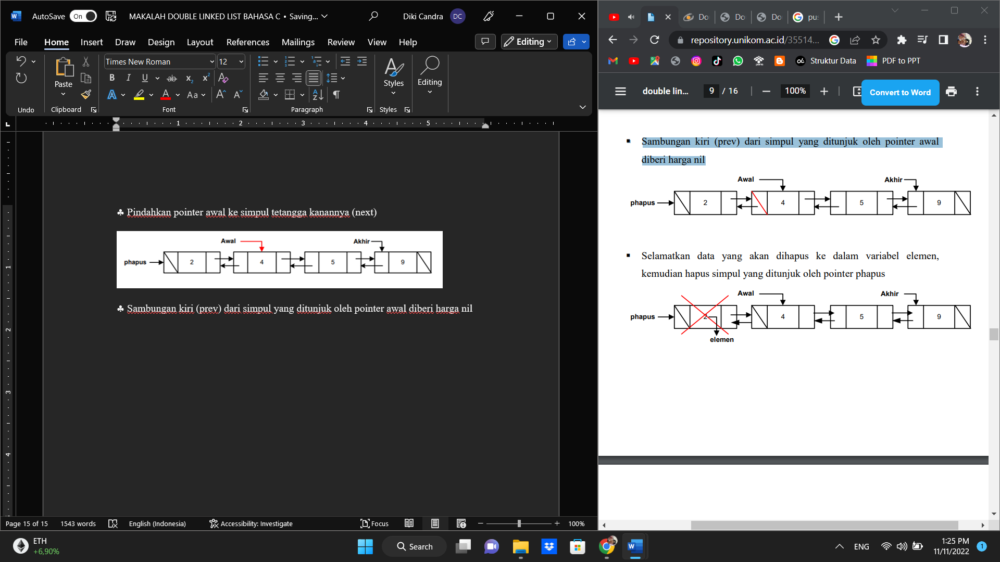 AutoSave On MAKALAH DOUBLE LINKED LIST BAHASA C • Saving... Diki Candra DC
File Home Insert Draw Design Layout References Mailings Review View Help Editing
Times New Roman 12
Paste Styles Editing
Undo Clipboard Font Paragraph Styles
1 2 3 4 5
♣ Pindahkan pointer awal ke simpul tetangga kanannya (next)
Awal Akhir
phapus 2 4 5 9
♣ Sambungan kiri (prev) dari simpul yang ditunjuk oleh pointer awal diberi harga nil
1
2
3
4
Page 15 of 15 1543 words English (Indonesia) Accessibility: Investigate Focus 100%
Do Do Do pu
repository.unikom.ac.id/35514...
Struktur Data PDF to PPT
double lin... 9 / 16 100% Convert to Word
▪ Sambungan kiri (prev) dari simpul yang ditunjuk oleh pointer awal
diberi harga nil
Awal Akhir
phapus 2 4 5 9
▪ Selamatkan data yang akan dihapus ke dalam variabel elemen,
kemudian hapus simpul yang ditunjuk oleh pointer phapus
Awal Akhir
phapus 2 4 5 9
elemen
ETH
+6,90%
Search
ENG
1:25 PM
11/11/2022
1